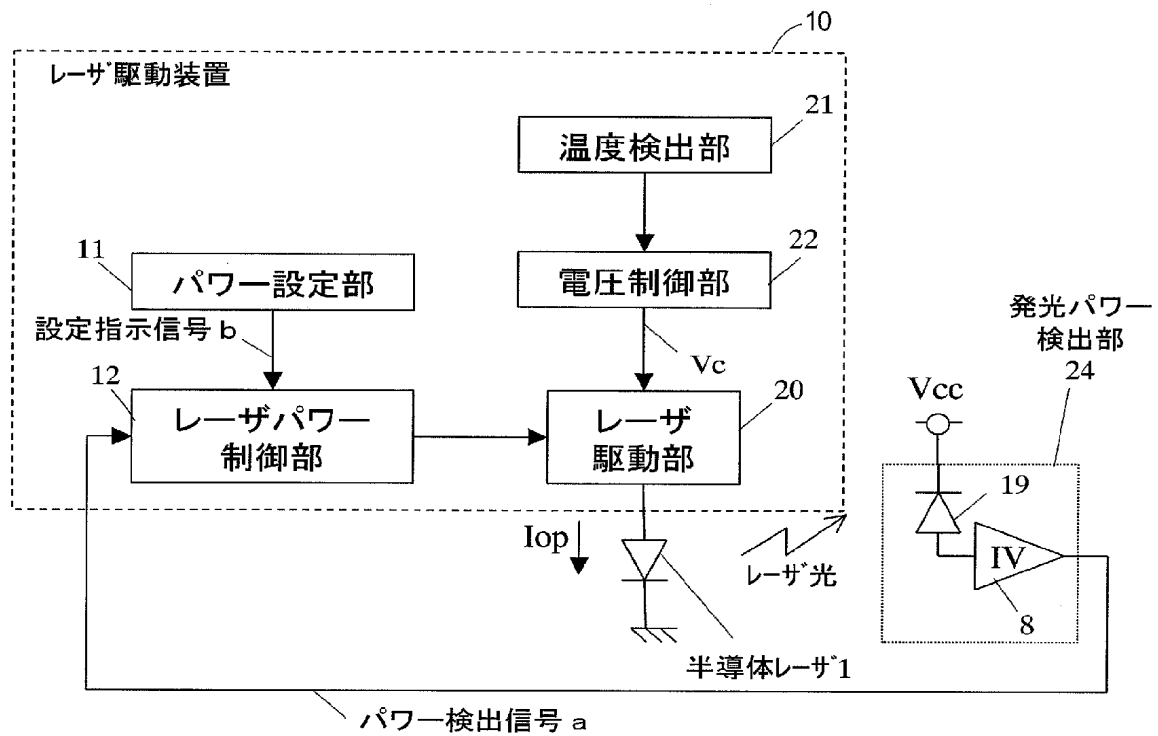 10
レーザ駆動装置
21
温度検出部
11
パワー設定部
22
電圧制御部
設定指示信号b
Vc
発光パワー
検出部
24
12
レーザパワー
制御部
20
レーザ
駆動部
Vcc
19
Iop
レーザ光
IV
8
半導体レーザ1
パワー検出信号a